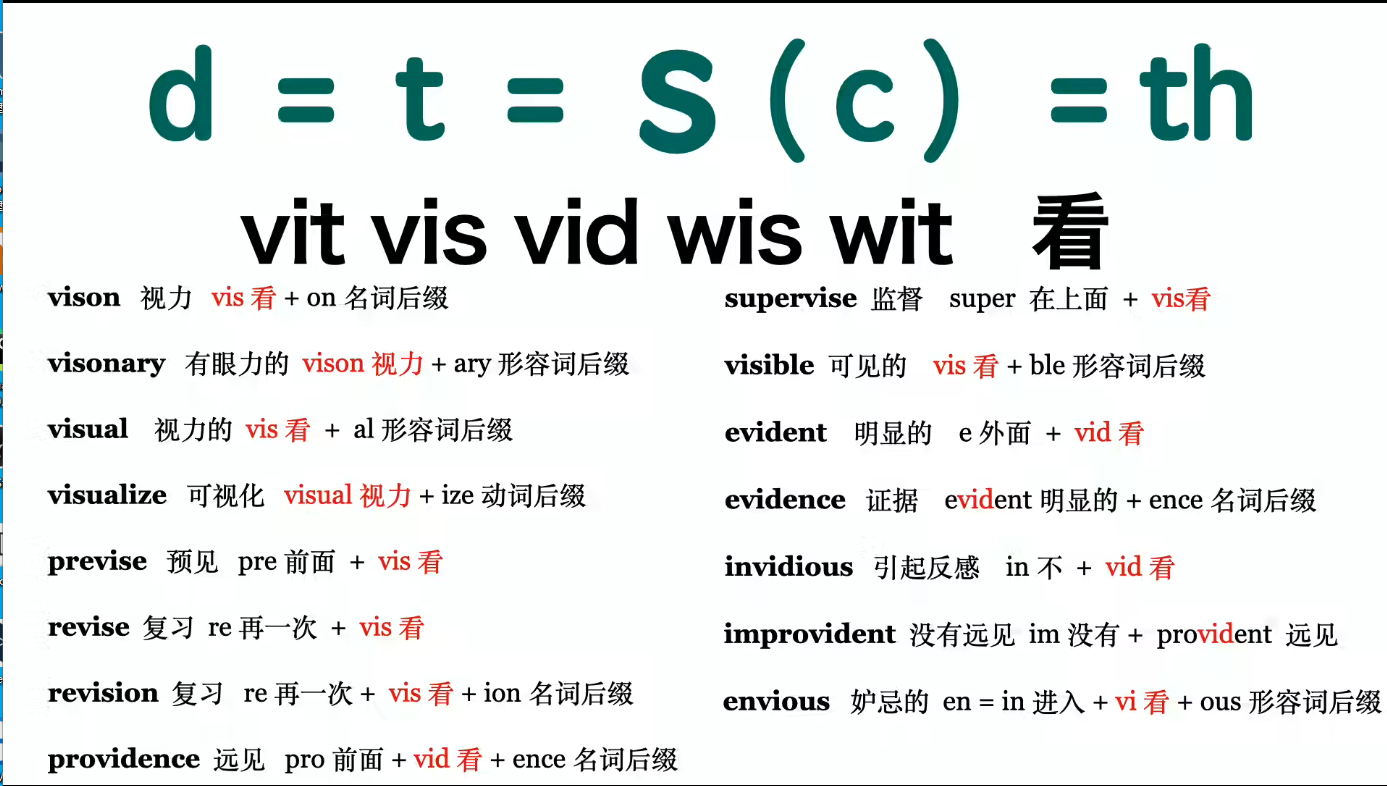 d = t = S(c) = th
vit vis vid wis wit 看
vison 视力 vis 看 + on 名词后缀
visonary 有眼力的 vison 视力 + ary 形容词后缀
visual 视力的 vis 看 + al 形容词后缀
visualize 可视化 visual 视力 + ize 动词后缀
previse 预见 pre 前面 + vis 看
revise 复习 re 再一次 + vis 看
revision 复习 re 再一次 + vis 看 + ion 名词后缀
providence 远见 pro 前面 + vid 看 + ence 名词后缀
supervise 监督 super 在上面 + vis看
visible 可见的 vis 看 + ble 形容词后缀
evident 明显的 e 外面 + vid 看
evidence 证据 evident 明显的 + ence 名词后缀
invidious 引起反感 in 不 + vid 看
improvident 没有远见 im 没有 + provident 远见
envious 妒忌的 en = in 进入 + vi 看 + ous 形容词后缀